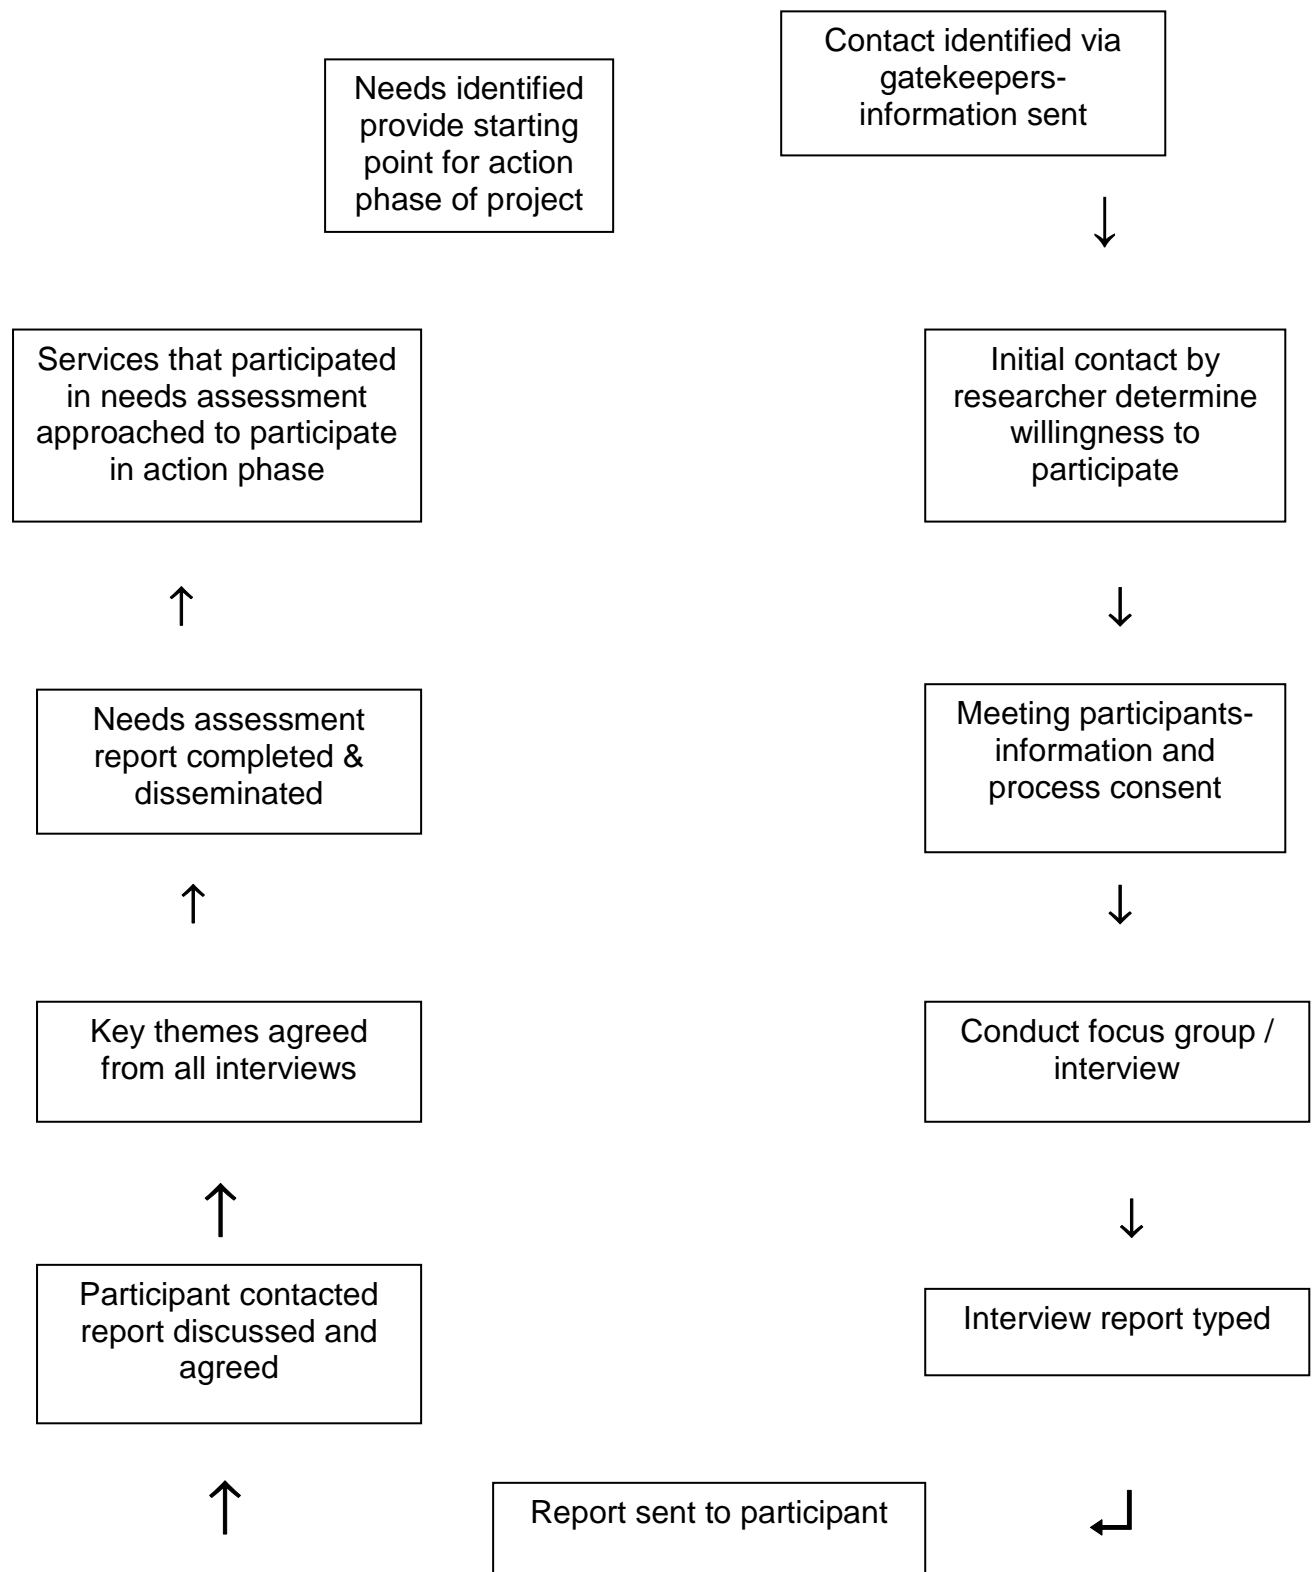 Contact identified via
gatekeepers-
information sent
Needs identified
provide starting
point for action
phase of project
↓
Services that participated
in needs assessment
approached to participate
in action phase
Initial contact by
researcher determine
willingness to
participate
↑
↓
Needs assessment
report completed &
disseminated
Meeting participants-
information and
process consent
↑
↓
Key themes agreed
from all interviews
Conduct focus group /
interview
↑
↓
Participant contacted
report discussed and
agreed
Interview report typed
↑
Report sent to participant
↵